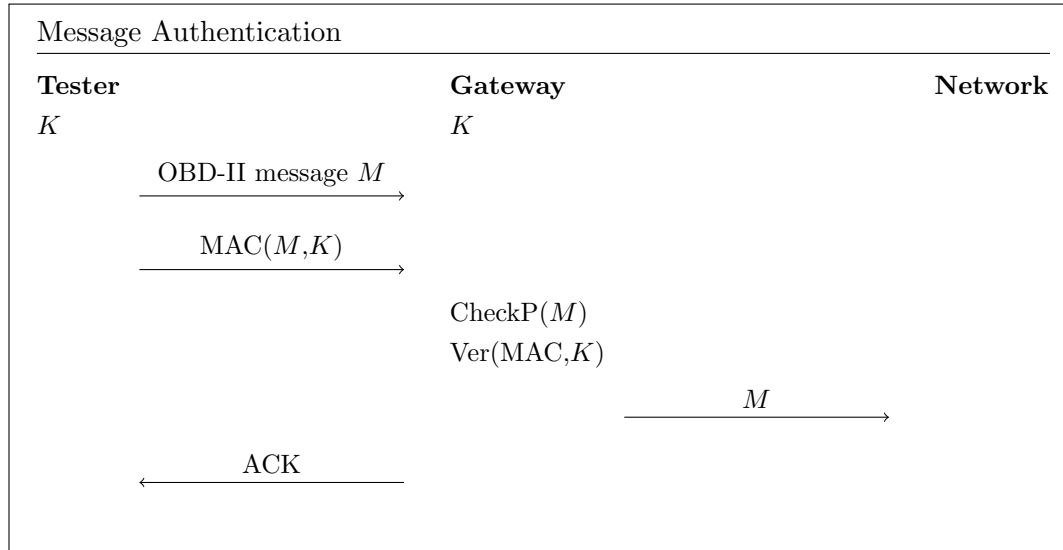 Message Authentication
Tester Gateway Network
K K
OBD-II message M
MAC(M,K)
CheckP(M)
Ver(MAC,K)
M
ACK